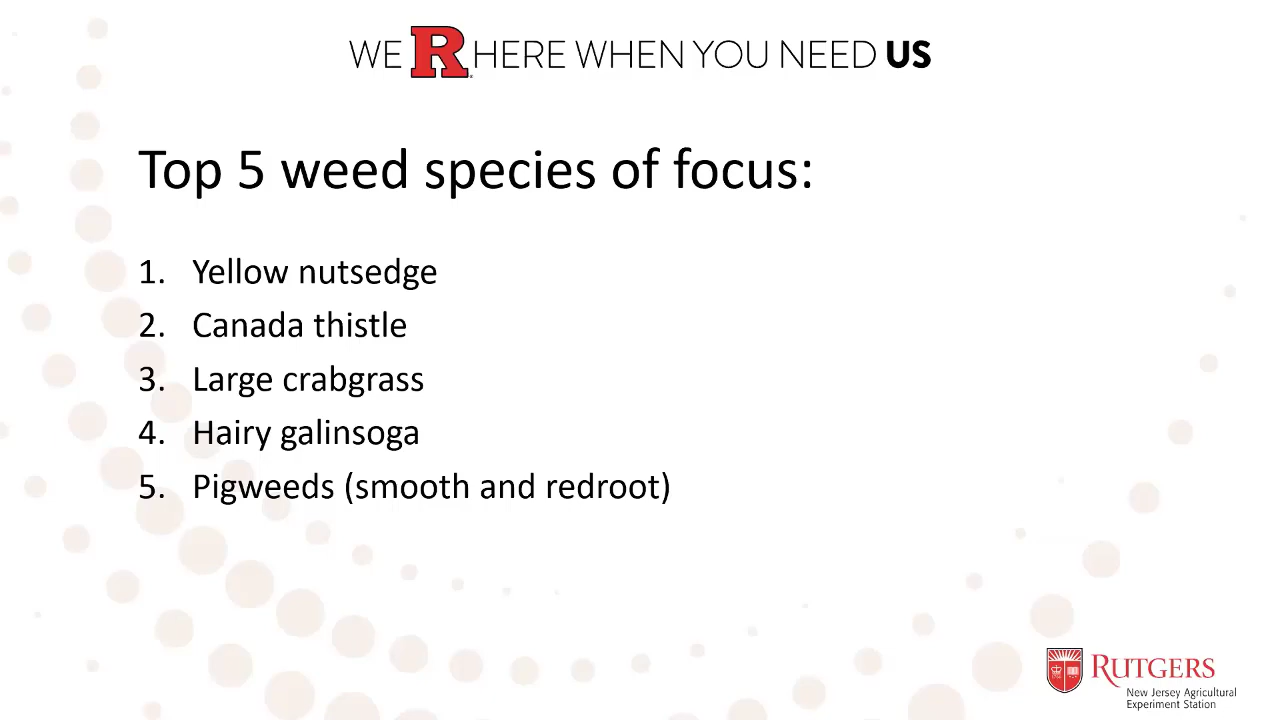 WE R HERE WHEN YOU NEED US
Top 5 weed species of focus:
1. Yellow nutsedge
2. Canada thistle
3. Large crabgrass
4. Hairy galinsoga
5. Pigweeds (smooth and redroot)
RUTGERS
New Jersey Agricultural
Experiment Station